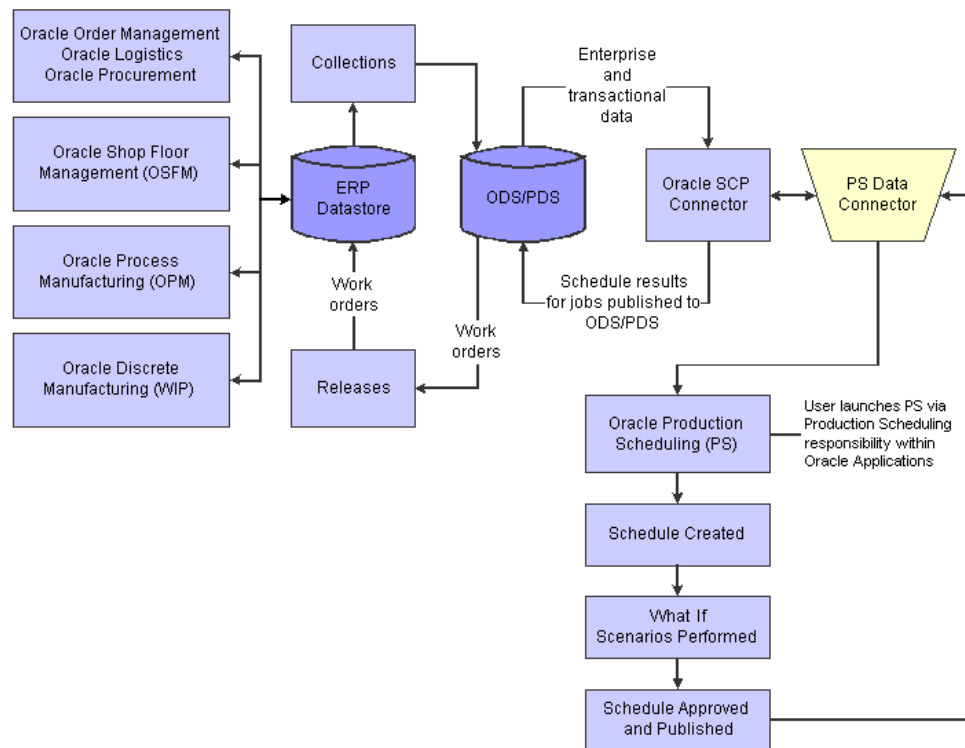 Oracle Order Management
Oracle Logistics
Oracle Procurement
Collections
Enterprise
and
transactional
data
Oracle Shop Floor
Management (OSFM)
ERP
Datastore
ODS/PDS
Oracle SCP
Connector
PS Data
Connector
Oracle Process
Manufacturing (OPM)
Work
orders
Schedule results
for jobs published to
ODS/PDS
Work
orders
Oracle Discrete
Manufacturing (WIP)
Releases
Oracle Production
Scheduling (PS)
User launches PS via
Production Scheduling
responsibility within
Oracle Applications
Schedule Created
What If
Scenarios Performed
Schedule Approved
and Published